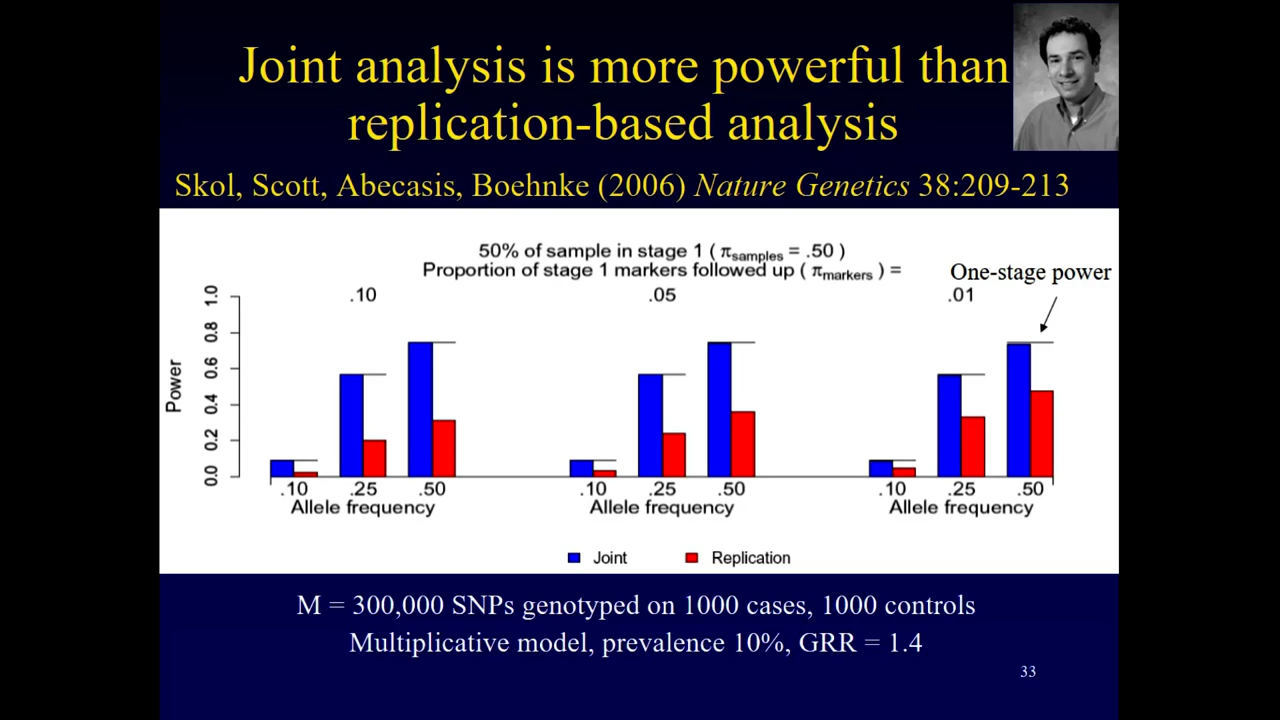 Joint analysis is more powerful than
replication-based analysis
Skol, Scott, Abecasis, Boehnke (2006) Nature Genetics 38:209-213
50% of sample in stage 1 ( πsamples = .50 )
Proportion of stage 1 markers followed up ( πmarkers ) =
One-stage power
.10 .05 .01
Power
1.0
0.8
0.6
0.4
0.2
0.0
.10 .25 .50 .10 .25 .50 .10 .25 .50
Allele frequency Allele frequency Allele frequency
Joint Replication
M = 300,000 SNPs genotyped on 1000 cases, 1000 controls
Multiplicative model, prevalence 10%, GRR = 1.4
33